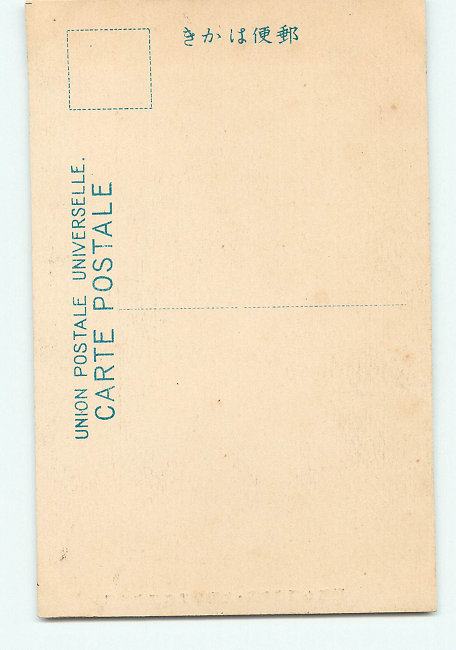 きかは便郵
UNION POSTALE UNIVERSELLE.
CARTE POSTALE